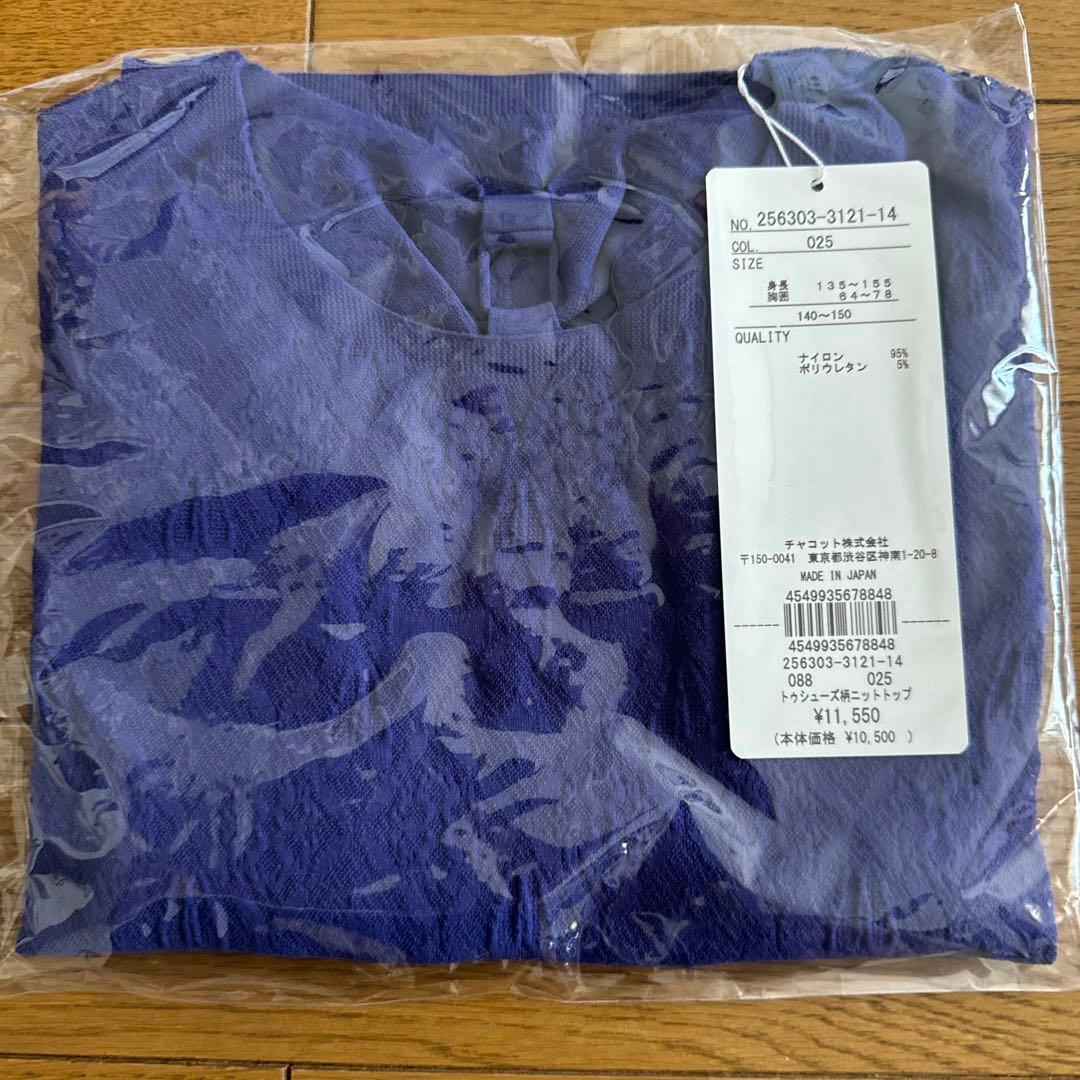 NO. 256303-3121-14
COL. 025
SIZE
身長 135～155
胸囲 64～78
140～150
QUALITY
ナイロン 95%
ポリウレタン 5%
チャコット株式会社
〒150-0041 東京都渋谷区神南1-20-8
MADE IN JAPAN
4549935678848
4549935678848
256303-3121-14
088 025
トゥシューズ柄ニットトップ
¥11,550
(本体価格 ¥10,500 )